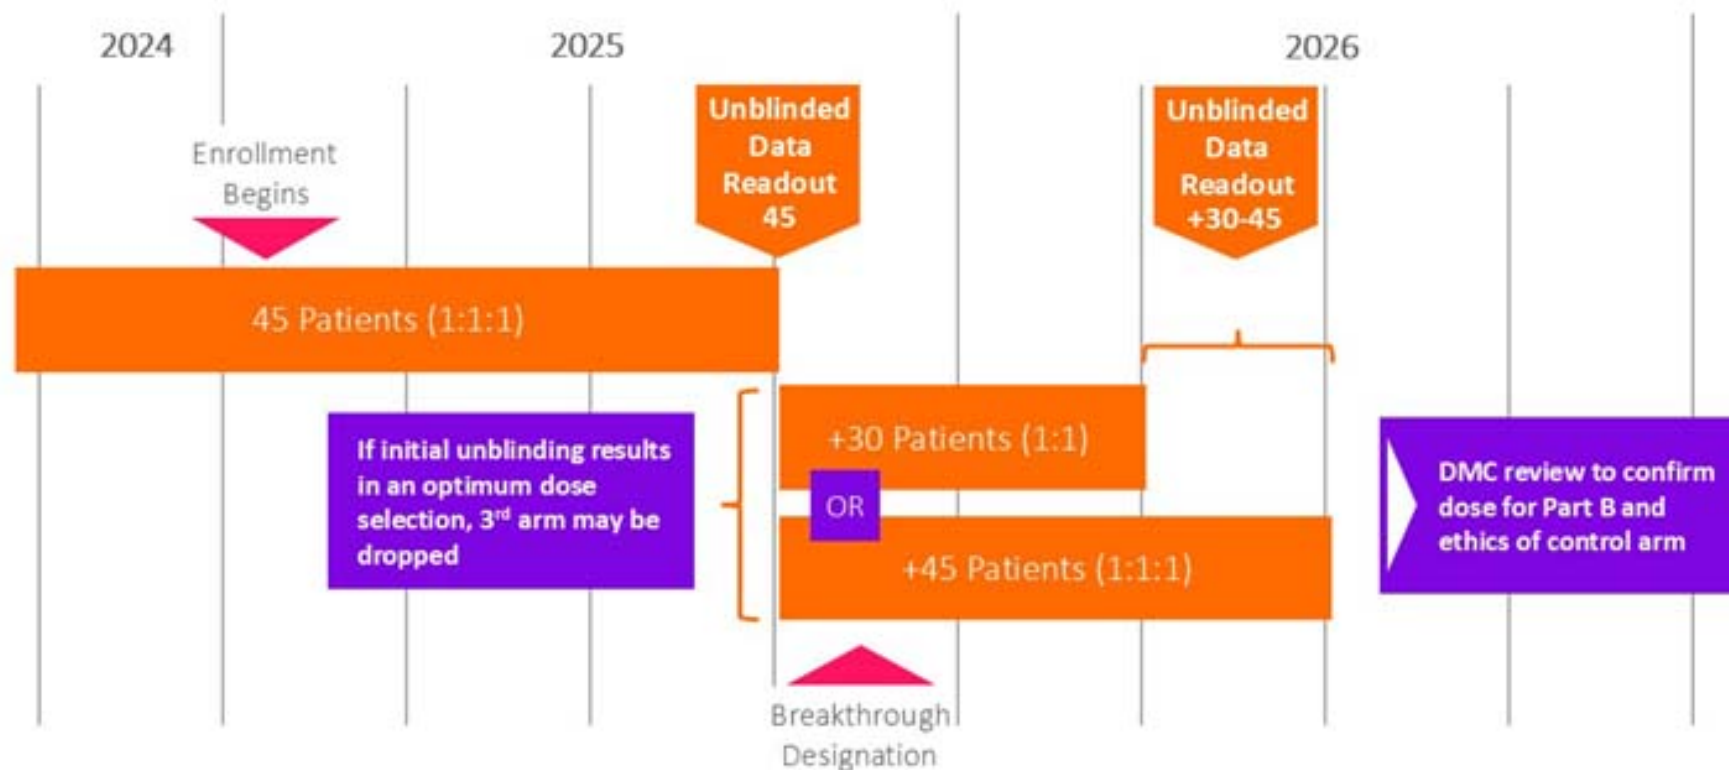 2024
2025
2026
Enrollment
Begins
Unblinded
Data
Readout
45
Unblinded
Data
Readout
+30-45
45 Patients (1:1:1)
If initial unblinding results
in an optimum dose
selection, 3rd arm may be
dropped
+30 Patients (1:1)
OR
+45 Patients (1:1:1)
DMC review to confirm
dose for Part B and
ethics of control arm
Breakthrough
Designation